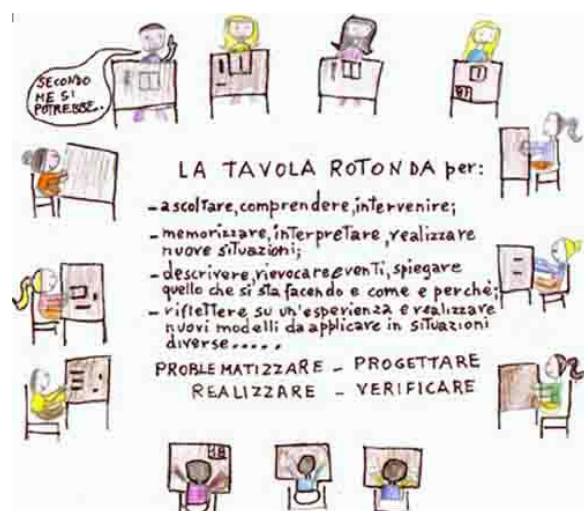 SECONDO
ME SI
POTREBBE..
LA TAVOLA ROTONDA per:
- ascoltare, comprendere, intervenire;
- memorizzare, interpretare, realizzare
nuove situazioni;
- descrivere, rievocare eventi, spiegare
quello che si sta facendo e come e perché;
- riflettere su un'esperienza e realizzare
nuovi modelli da applicare in situazioni
diverse.....
PROBLEMATIZZARE - PROGETTARE
REALIZZARE - VERIFICARE